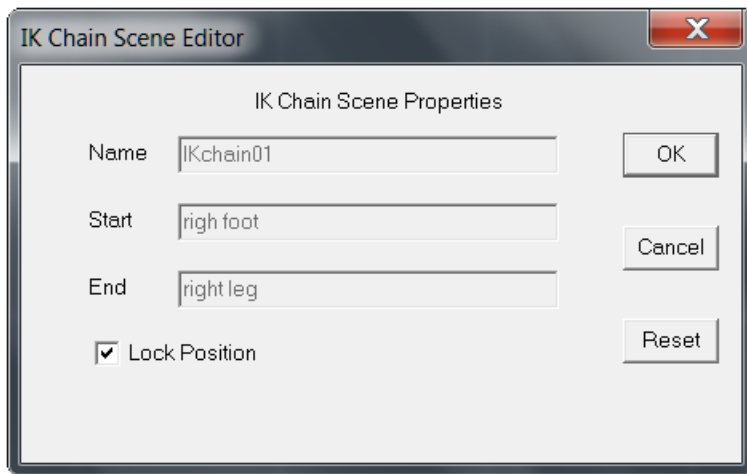 IK Chain Scene Editor
X
IK Chain Scene Properties
Name IKchain01 OK
Start righ foot
Cancel
End right leg
Lock Position Reset